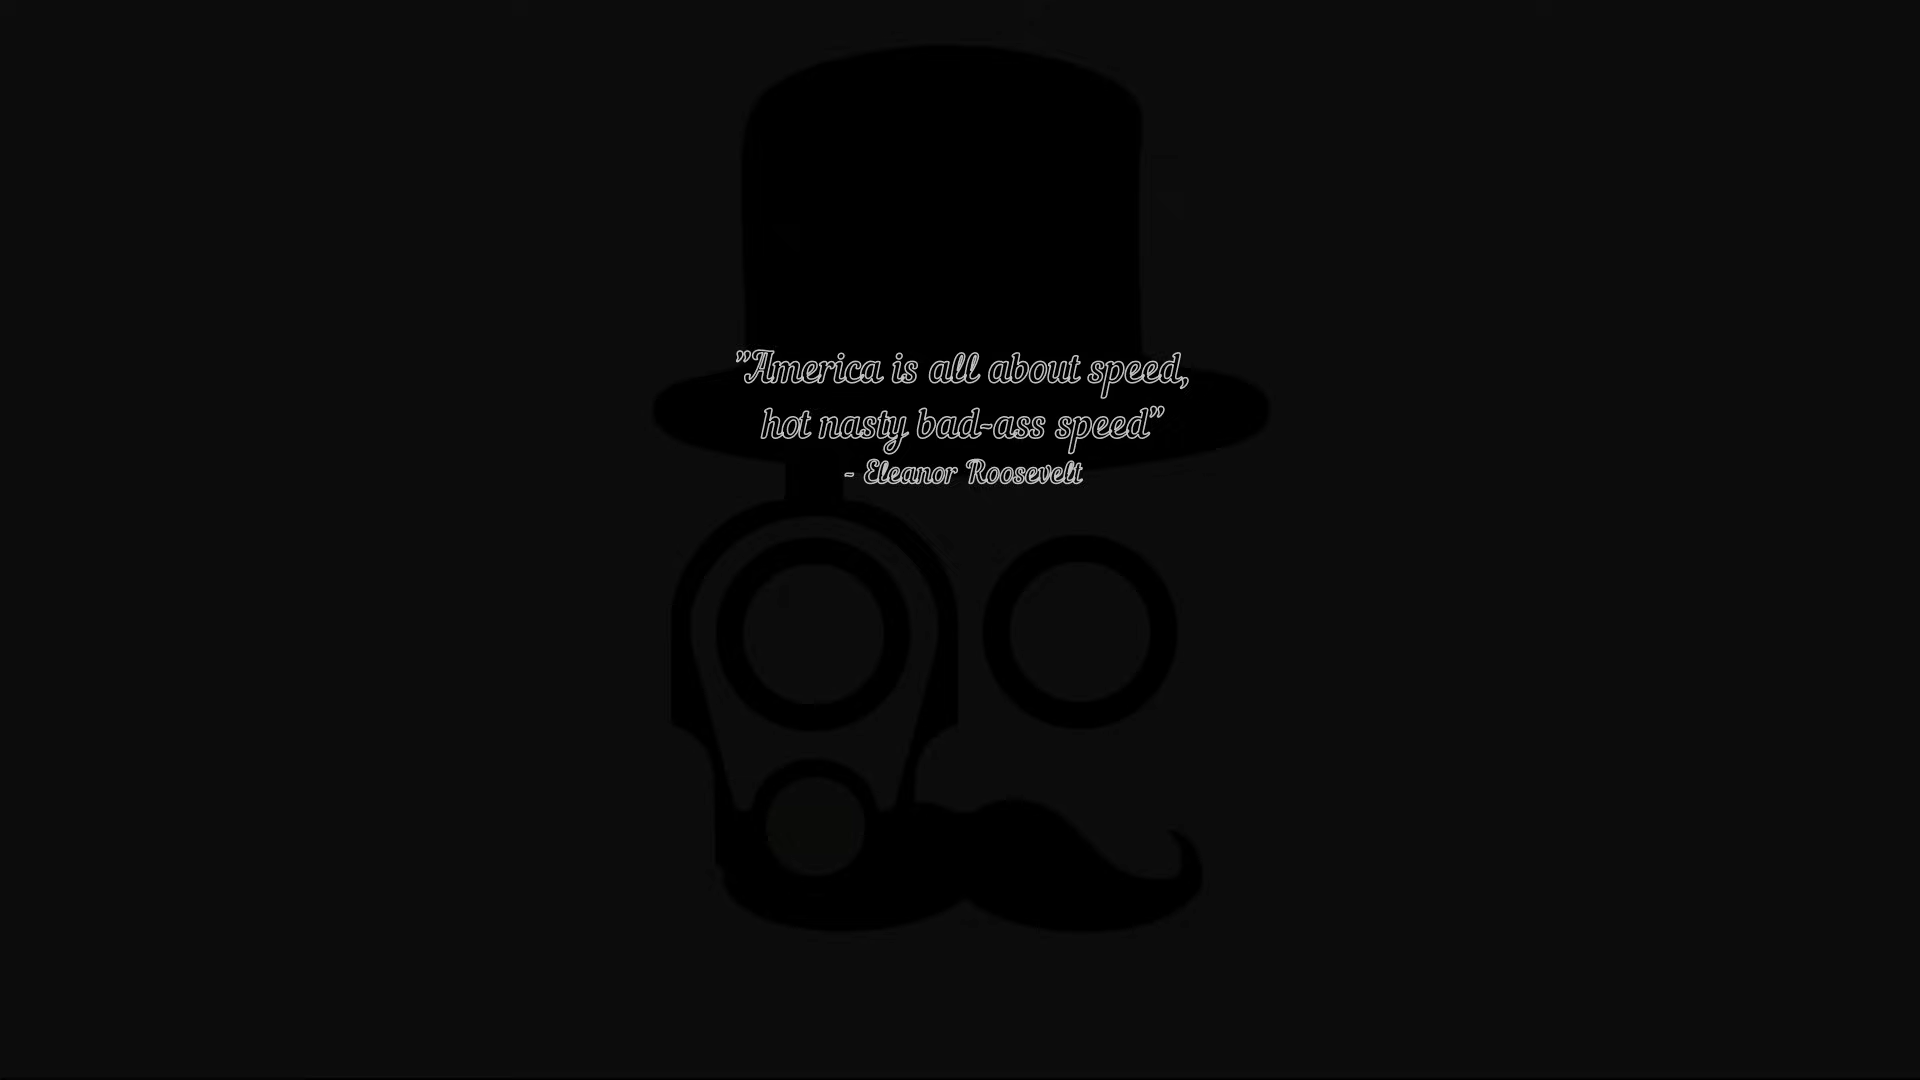 ”America is all about speed,
hot nasty bad-ass speed”
- Eleanor Roosevelt